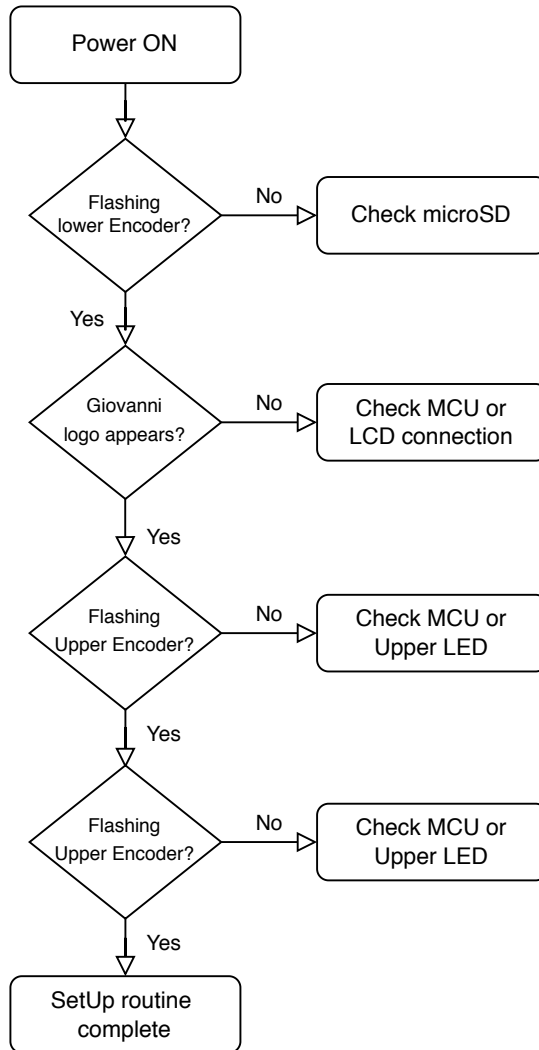 Power ON
Flashing
lower Encoder?
No
Check microSD
Yes
Giovanni
logo appears?
No
Check MCU or
LCD connection
Yes
Flashing
Upper Encoder?
No
Check MCU or
Upper LED
Yes
Flashing
Upper Encoder?
No
Check MCU or
Upper LED
Yes
SetUp routine
complete